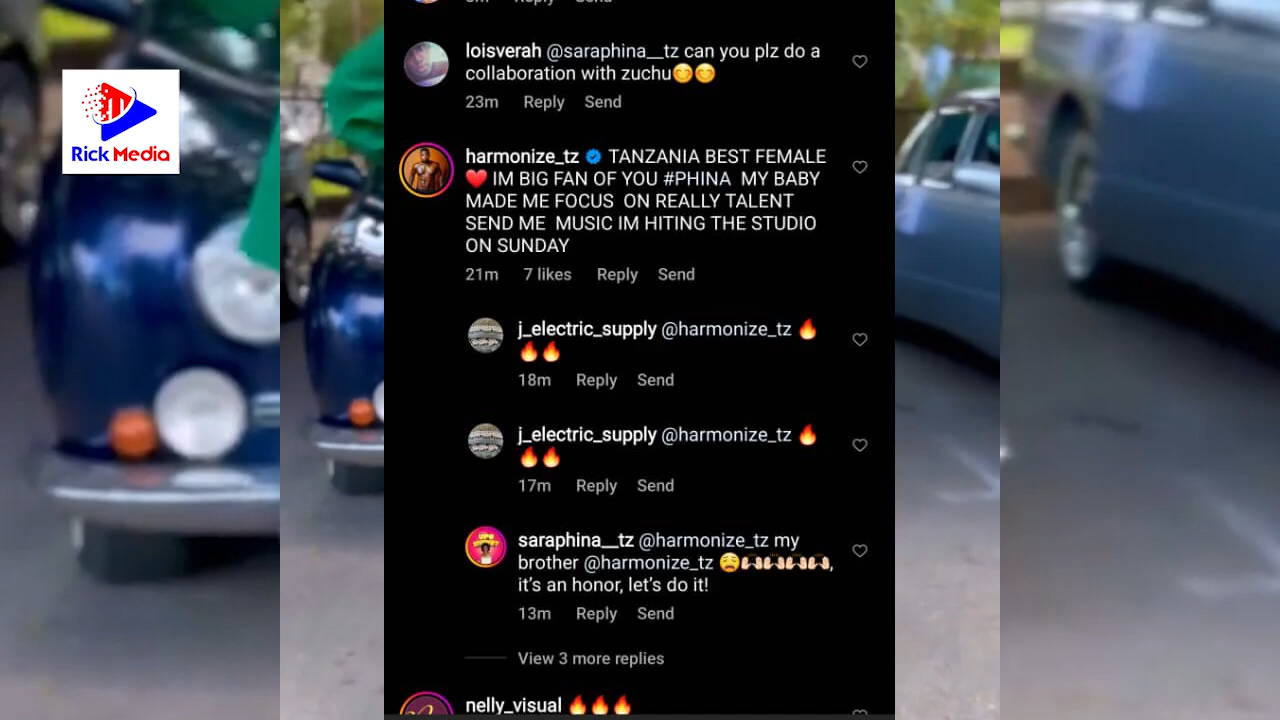 Rick Media
loisverah @saraphina__tz can you plz do a
collaboration with zuchu😊😊
23m Reply Send
harmonize_tz TANZANIA BEST FEMALE
❤️ IM BIG FAN OF YOU #PHINA MY BABY
MADE ME FOCUS ON REALLY TALENT
SEND ME MUSIC IM HITING THE STUDIO
ON SUNDAY
21m 7 likes Reply Send
j_electric_supply @harmonize_tz 🔥
🔥🔥
18m Reply Send
j_electric_supply @harmonize_tz 🔥
🔥🔥
17m Reply Send
saraphina__tz @harmonize_tz my
brother @harmonize_tz 😩🙌🏻🙌🏻🙌🏻🙌🏻,
it's an honor, let's do it!
13m Reply Send
View 3 more replies
nelly_visual 🔥🔥🔥